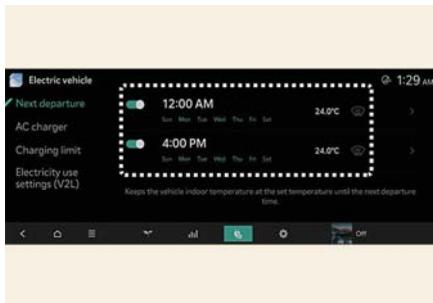 Electric vehicle
1:29 AM
Next departure
AC charger
Charging limit
Electricity use
settings (V2L)
12:00 AM
Sun Mon Tue Wed Thu Fri Sat
24.0°C
4:00 PM
Sun Mon Tue Wed Thu Fri Sat
24.0°C
Keeps the vehicle indoor temperature at the set temperature until the next departure
time.
Off